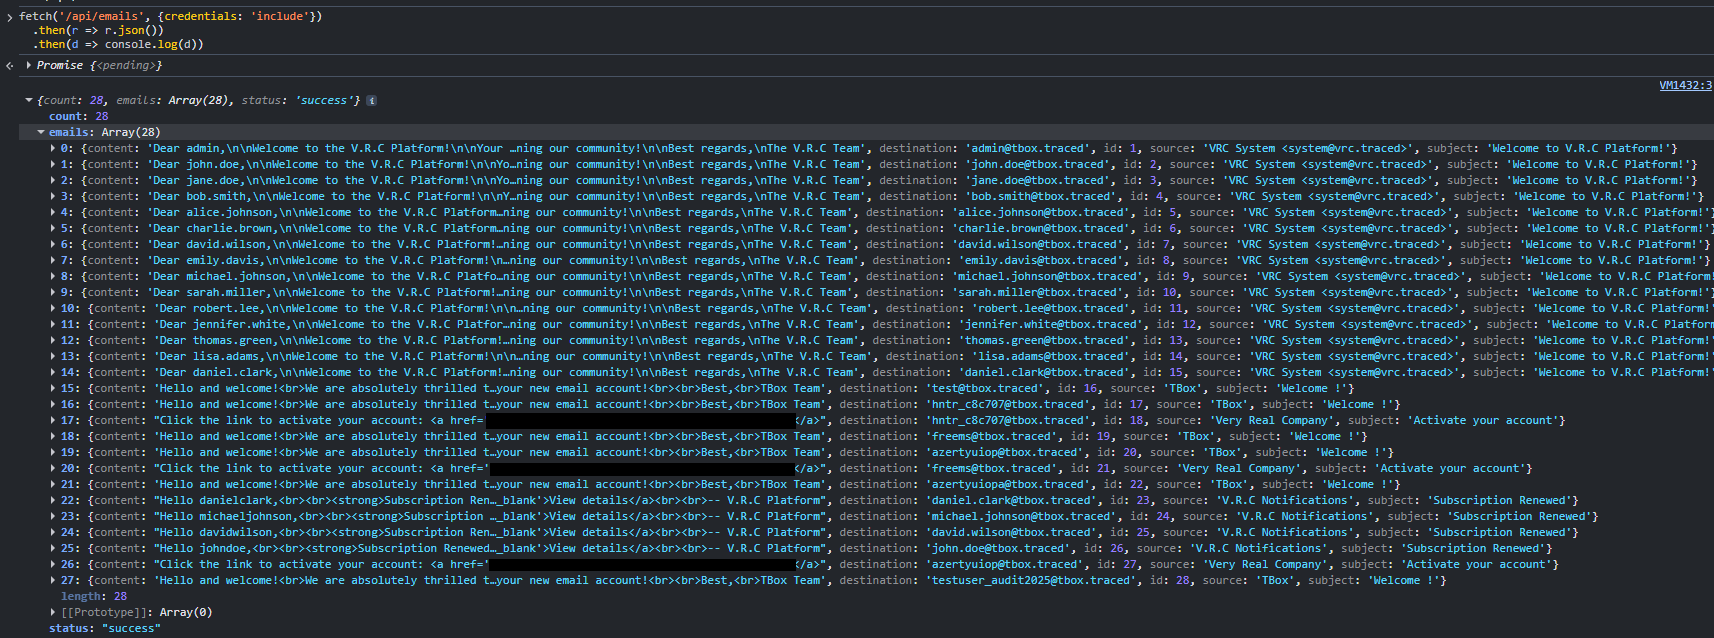 fetch('/api/emails', {credentials: 'include'})
.then(r => r.json())
.then(d => console.log(d))
Promise {<pending>}
VM1432:3
{count: 28, emails: Array(28), status: 'success'}
count: 28
emails: Array(28)
0: {content: 'Dear admin,\n\nWelcome to the V.R.C Platform!\n\nYour …ning our community!\n\nBest regards,\nThe V.R.C Team', destination: 'admin@tbox.traced', id: 1, source: 'VRC System <system@vrc.traced>', subject: 'Welcome to V.R.C Platform!'}
1: {content: 'Dear john.doe,\n\nWelcome to the V.R.C Platform!\n\nYo…ning our community!\n\nBest regards,\nThe V.R.C Team', destination: 'john.doe@tbox.traced', id: 2, source: 'VRC System <system@vrc.traced>', subject: 'Welcome to V.R.C Platform!'}
2: {content: 'Dear jane.doe,\n\nWelcome to the V.R.C Platform!\n\nYo…ning our community!\n\nBest regards,\nThe V.R.C Team', destination: 'jane.doe@tbox.traced', id: 3, source: 'VRC System <system@vrc.traced>', subject: 'Welcome to V.R.C Platform!'}
3: {content: 'Dear bob.smith,\n\nWelcome to the V.R.C Platform!\n\nY…ning our community!\n\nBest regards,\nThe V.R.C Team', destination: 'bob.smith@tbox.traced', id: 4, source: 'VRC System <system@vrc.traced>', subject: 'Welcome to V.R.C Platform!'}
4: {content: 'Dear alice.johnson,\n\nWelcome to the V.R.C Platform…ning our community!\n\nBest regards,\nThe V.R.C Team', destination: 'alice.johnson@tbox.traced', id: 5, source: 'VRC System <system@vrc.traced>', subject: 'Welcome to V.R.C Platform!
5: {content: 'Dear charlie.brown,\n\nWelcome to the V.R.C Platform…ning our community!\n\nBest regards,\nThe V.R.C Team', destination: 'charlie.brown@tbox.traced', id: 6, source: 'VRC System <system@vrc.traced>', subject: 'Welcome to V.R.C Platform!
6: {content: 'Dear david.wilson,\n\nWelcome to the V.R.C Platform!…ning our community!\n\nBest regards,\nThe V.R.C Team', destination: 'david.wilson@tbox.traced', id: 7, source: 'VRC System <system@vrc.traced>', subject: 'Welcome to V.R.C Platform!'
7: {content: 'Dear emily.davis,\n\nWelcome to the V.R.C Platform!\n…ning our community!\n\nBest regards,\nThe V.R.C Team', destination: 'emily.davis@tbox.traced', id: 8, source: 'VRC System <system@vrc.traced>', subject: 'Welcome to V.R.C Platform!'}
8: {content: 'Dear michael.johnson,\n\nWelcome to the V.R.C Platfo…ning our community!\n\nBest regards,\nThe V.R.C Team', destination: 'michael.johnson@tbox.traced', id: 9, source: 'VRC System <system@vrc.traced>', subject: 'Welcome to V.R.C Platform
9: {content: 'Dear sarah.miller,\n\nWelcome to the V.R.C Platform!…ning our community!\n\nBest regards,\nThe V.R.C Team', destination: 'sarah.miller@tbox.traced', id: 10, source: 'VRC System <system@vrc.traced>', subject: 'Welcome to V.R.C Platform!'
10: {content: 'Dear robert.lee,\n\nWelcome to the V.R.C Platform!\n\n…ning our community!\n\nBest regards,\nThe V.R.C Team', destination: 'robert.lee@tbox.traced', id: 11, source: 'VRC System <system@vrc.traced>', subject: 'Welcome to V.R.C Platform!
11: {content: 'Dear jennifer.white,\n\nWelcome to the V.R.C Platfor…ning our community!\n\nBest regards,\nThe V.R.C Team', destination: 'jennifer.white@tbox.traced', id: 12, source: 'VRC System <system@vrc.traced>', subject: 'Welcome to V.R.C Platform
12: {content: 'Dear thomas.green,\n\nWelcome to the V.R.C Platform!…ning our community!\n\nBest regards,\nThe V.R.C Team', destination: 'thomas.green@tbox.traced', id: 13, source: 'VRC System <system@vrc.traced>', subject: 'Welcome to V.R.C Platform!
13: {content: 'Dear lisa.adams,\n\nWelcome to the V.R.C Platform!\n\n…ning our community!\n\nBest regards,\nThe V.R.C Team', destination: 'lisa.adams@tbox.traced', id: 14, source: 'VRC System <system@vrc.traced>', subject: 'Welcome to V.R.C Platform!
14: {content: 'Dear daniel.clark,\n\nWelcome to the V.R.C Platform!…ning our community!\n\nBest regards,\nThe V.R.C Team', destination: 'daniel.clark@tbox.traced', id: 15, source: 'VRC System <system@vrc.traced>', subject: 'Welcome to V.R.C Platform!
15: {content: 'Hello and welcome!<br>We are absolutely thrilled t…your new email account!<br><br>Best,<br>TBox Team', destination: 'test@tbox.traced', id: 16, source: 'TBox', subject: 'Welcome !'}
16: {content: 'Hello and welcome!<br>We are absolutely thrilled t…your new email account!<br><br>Best,<br>TBox Team', destination: 'hntr_c8c707@tbox.traced', id: 17, source: 'TBox', subject: 'Welcome !'}
17: {content: "Click the link to activate your account: <a href= </a>", destination: 'hntr_c8c707@tbox.traced', id: 18, source: 'Very Real Company', subject: 'Activate your account'}
18: {content: 'Hello and welcome!<br>We are absolutely thrilled t…your new email account!<br><br>Best,<br>TBox Team', destination: 'freems@tbox.traced', id: 19, source: 'TBox', subject: 'Welcome !'}
19: {content: 'Hello and welcome!<br>We are absolutely thrilled t…your new email account!<br><br>Best,<br>TBox Team', destination: 'azertyuiop@tbox.traced', id: 20, source: 'TBox', subject: 'Welcome !'}
20: {content: "Click the link to activate your account: <a href=' </a>", destination: 'freems@tbox.traced', id: 21, source: 'Very Real Company', subject: 'Activate your account'}
21: {content: 'Hello and welcome!<br>We are absolutely thrilled t…your new email account!<br><br>Best,<br>TBox Team', destination: 'azertyuiopa@tbox.traced', id: 22, source: 'TBox', subject: 'Welcome !'}
22: {content: "Hello danielclark,<br><br><strong>Subscription Ren…_blank'>View details</a><br><br>-- V.R.C Platform", destination: 'daniel.clark@tbox.traced', id: 23, source: 'V.R.C Notifications', subject: 'Subscription Renewed'}
23: {content: "Hello michaeljohnson,<br><br><strong>Subscription …_blank'>View details</a><br><br>-- V.R.C Platform", destination: 'michael.johnson@tbox.traced', id: 24, source: 'V.R.C Notifications', subject: 'Subscription Renewed'}
24: {content: "Hello davidwilson,<br><br><strong>Subscription Ren…_blank'>View details</a><br><br>-- V.R.C Platform", destination: 'david.wilson@tbox.traced', id: 25, source: 'V.R.C Notifications', subject: 'Subscription Renewed'}
25: {content: "Hello johndoe,<br><br><strong>Subscription Renewed…_blank'>View details</a><br><br>-- V.R.C Platform", destination: 'john.doe@tbox.traced', id: 26, source: 'V.R.C Notifications', subject: 'Subscription Renewed'}
26: {content: "Click the link to activate your account: <a href=' </a>", destination: 'azertyuiop@tbox.traced', id: 27, source: 'Very Real Company', subject: 'Activate your account'}
27: {content: 'Hello and welcome!<br>We are absolutely thrilled t…your new email account!<br><br>Best,<br>TBox Team', destination: 'testuser_audit2025@tbox.traced', id: 28, source: 'TBox', subject: 'Welcome !'}
length: 28
[[Prototype]]: Array(0)
status: "success"